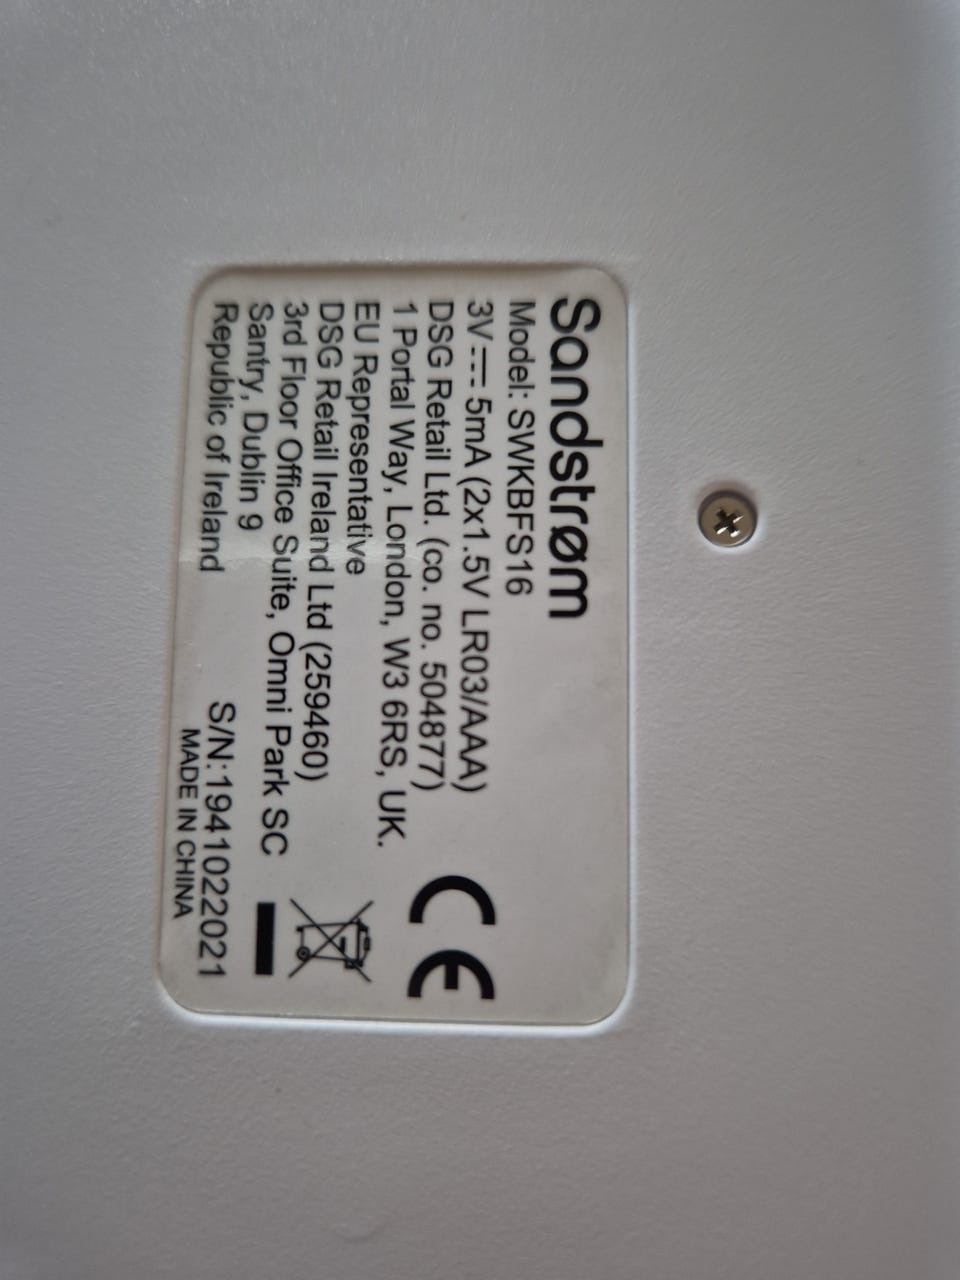 Sandstrøm
Model: SWKBFS16
3V⎓5mA (2x1.5V LR03/AAA)
DSG Retail Ltd. (co. no. 504877)
1 Portal Way, London, W3 6RS, UK.
EU Representative
DSG Retail Ireland Ltd (259460)
3rd Floor Office Suite, Omni Park SC
Santry, Dublin 9
Republic of Ireland
CE
S/N:1941022021
MADE IN CHINA